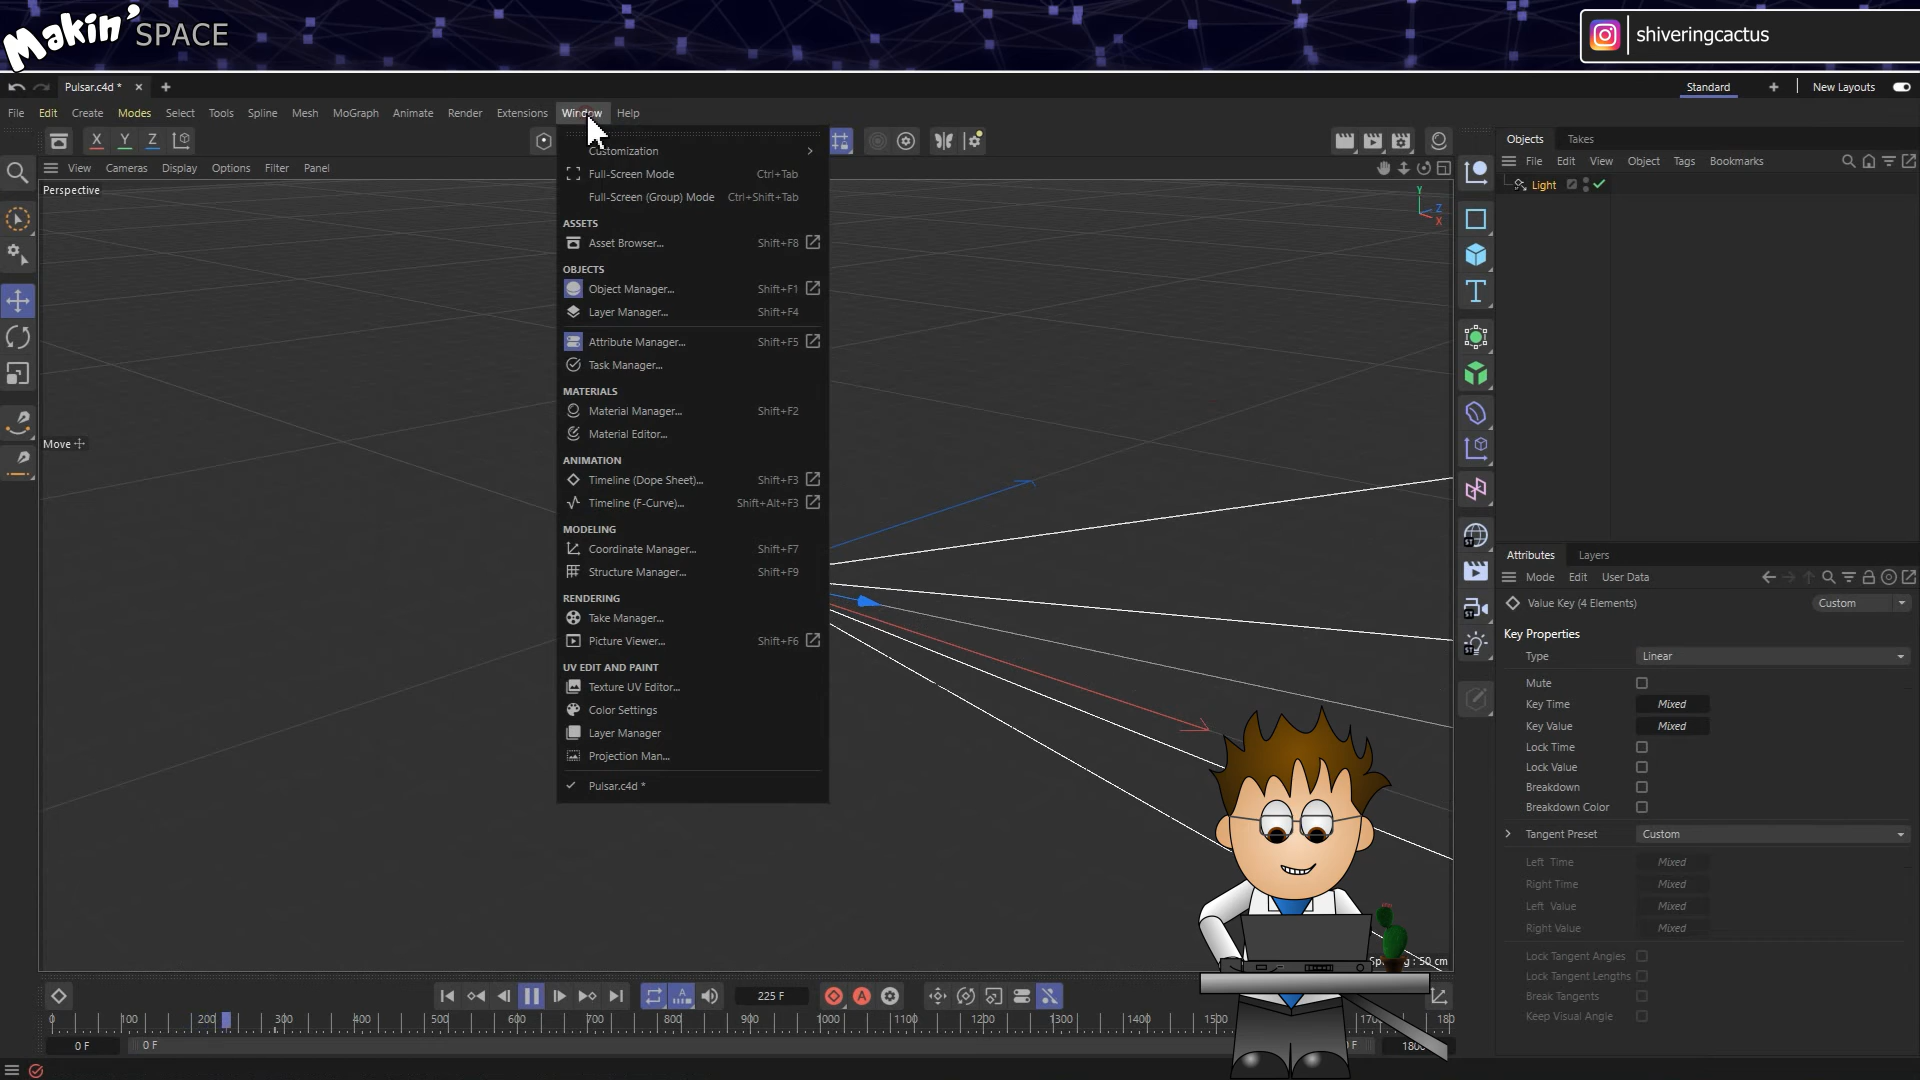 Makin' SPACE
shiveringcactus
Pulsar.c4d *
Standard
New Layouts
File Edit Create Modes Select Tools Spline Mesh MoGraph Animate Render Extensions Window Help
X Y Z
Objects Takes
View Cameras Display Options Filter Panel
File Edit View Object Tags Bookmarks
Perspective
Light
Y
Z
X
Move
Customization
Full-Screen Mode Ctrl+Tab
Full-Screen (Group) Mode Ctrl+Shift+Tab
ASSETS
Asset Browser... Shift+F8
OBJECTS
Object Manager... Shift+F1
Layer Manager... Shift+F4
Attribute Manager... Shift+F5
Task Manager...
MATERIALS
Material Manager... Shift+F2
Material Editor...
ANIMATION
Timeline (Dope Sheet)... Shift+F3
Timeline (F-Curve)... Shift+Alt+F3
MODELING
Coordinate Manager... Shift+F7
Structure Manager... Shift+F9
RENDERING
Take Manager...
Picture Viewer... Shift+F6
UV EDIT AND PAINT
Texture UV Editor...
Color Settings
Layer Manager
Projection Man...
Pulsar.c4d *
T
ST
ST
ST
Attributes Layers
Mode Edit User Data
Value Key (4 Elements) Custom
Key Properties
Type Linear
Mute
Key Time Mixed
Key Value Mixed
Lock Time
Lock Value
Breakdown
Breakdown Color
Tangent Preset Custom
Left Time Mixed
Right Time Mixed
Left Value Mixed
Right Value Mixed
Lock Tangent Angles
Lock Tangent Lengths
Break Tangents
Keep Visual Angle
: 50 cm
A
225 F
A
0 100 200 300 400 500 600 700 800 900 1000 1100 1200 1300 1400 1500 180
0 F
0 F